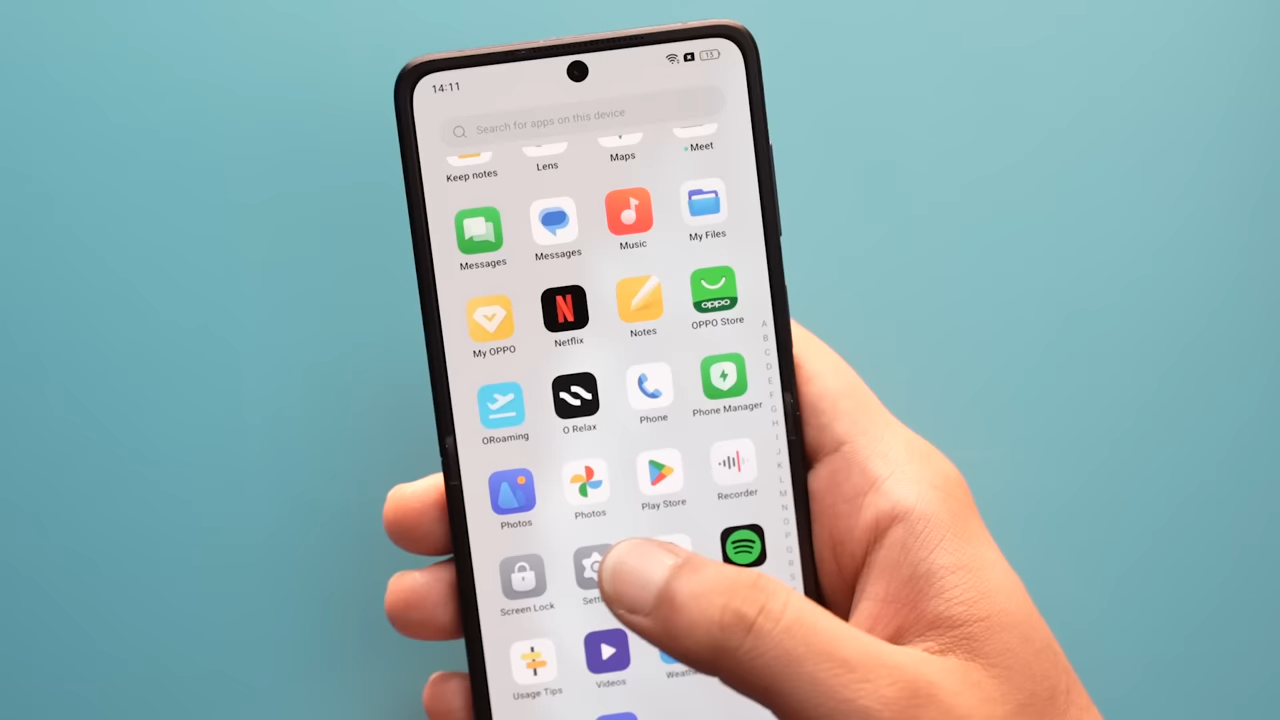 14:11
13
Search for apps on this device
Keep notes Lens Maps Meet
Messages Messages Music My Files
N
oppo
My OPPO Netflix Notes OPPO Store
ORoaming O Relax Phone Phone Manager
Photos Photos Play Store Recorder
Screen Lock
Usage Tips Videos
A
B
C
D
E
F
G
H
I
J
K
L
M
N
O
P
Q
R
S